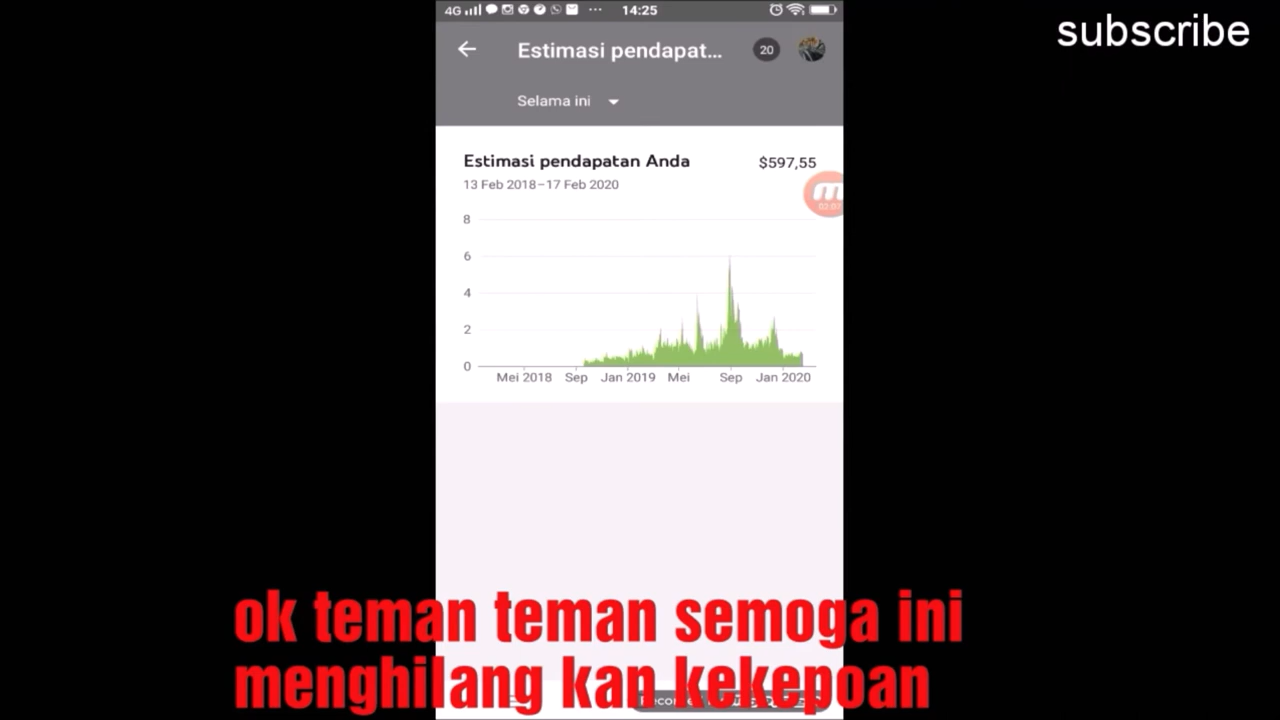 subscribe
4G 14:25
Estimasi pendapat... 20
Selama ini
Estimasi pendapatan Anda $597,55
13 Feb 2018–17 Feb 2020
8
6
4
2
0
Mei 2018 Sep Jan 2019 Mei Sep Jan 2020
ok teman teman semoga ini
menghilang kan kekepoan